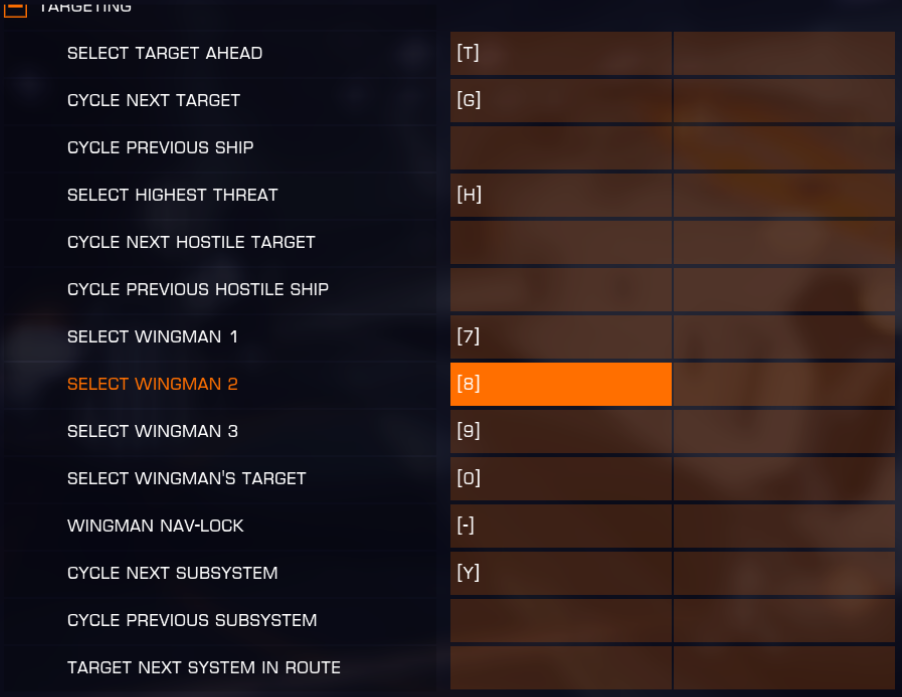 TARGETING
SELECT TARGET AHEAD [T]
CYCLE NEXT TARGET [G]
CYCLE PREVIOUS SHIP
SELECT HIGHEST THREAT [H]
CYCLE NEXT HOSTILE TARGET
CYCLE PREVIOUS HOSTILE SHIP
SELECT WINGMAN 1 [7]
SELECT WINGMAN 2 [8]
SELECT WINGMAN 3 [9]
SELECT WINGMAN'S TARGET [0]
WINGMAN NAV-LOCK [-]
CYCLE NEXT SUBSYSTEM [Y]
CYCLE PREVIOUS SUBSYSTEM
TARGET NEXT SYSTEM IN ROUTE